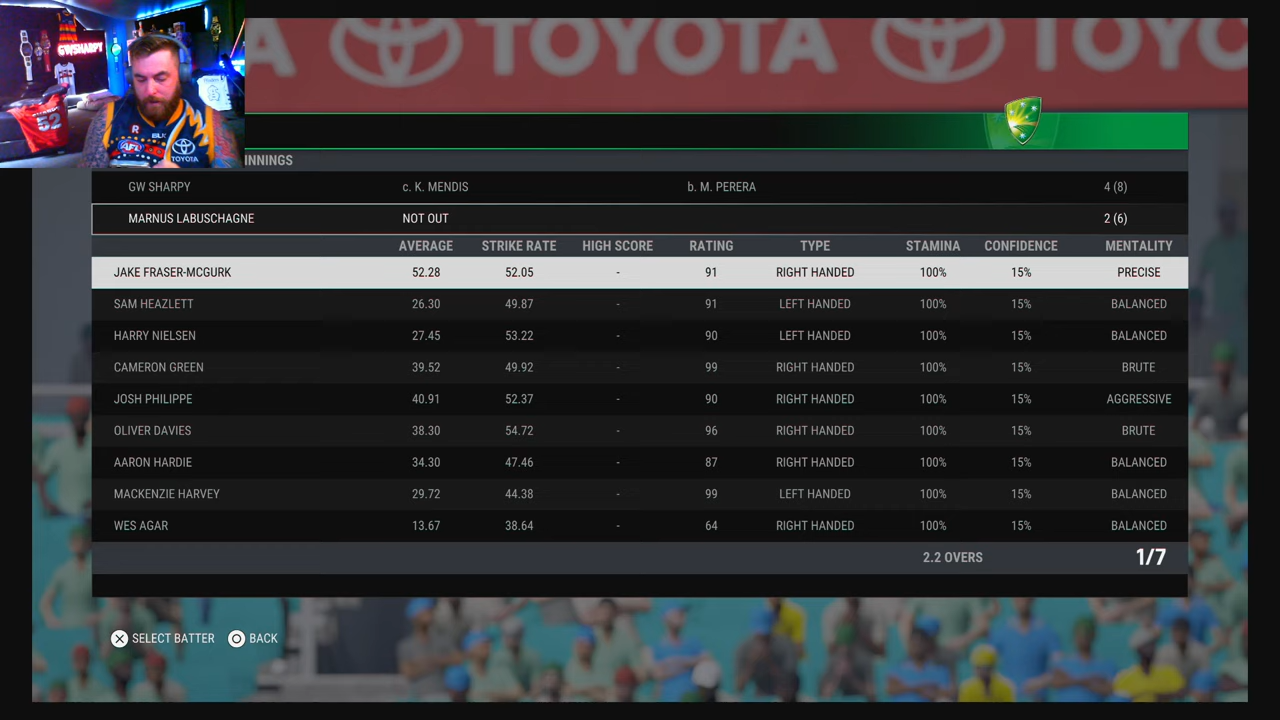 TOYOTA
TOYO
GWSHARPY
52
AFL
TOYOTA
INNINGS
GW SHARPY c. K. MENDIS b. M. PERERA 4 (8)
MARNUS LABUSCHAGNE NOT OUT 2 (6)
AVERAGE STRIKE RATE HIGH SCORE RATING TYPE STAMINA CONFIDENCE MENTALITY
JAKE FRASER-MCGURK 52.28 52.05 - 91 RIGHT HANDED 100% 15% PRECISE
SAM HEAZLETT 26.30 49.87 - 91 LEFT HANDED 100% 15% BALANCED
HARRY NIELSEN 27.45 53.22 - 90 LEFT HANDED 100% 15% BALANCED
CAMERON GREEN 39.52 49.92 - 99 RIGHT HANDED 100% 15% BRUTE
JOSH PHILIPPE 40.91 52.37 - 90 RIGHT HANDED 100% 15% AGGRESSIVE
OLIVER DAVIES 38.30 54.72 - 96 RIGHT HANDED 100% 15% BRUTE
AARON HARDIE 34.30 47.46 - 87 RIGHT HANDED 100% 15% BALANCED
MACKENZIE HARVEY 29.72 44.38 - 99 LEFT HANDED 100% 15% BALANCED
WES AGAR 13.67 38.64 - 64 RIGHT HANDED 100% 15% BALANCED
2.2 OVERS 1/7
SELECT BATTER BACK